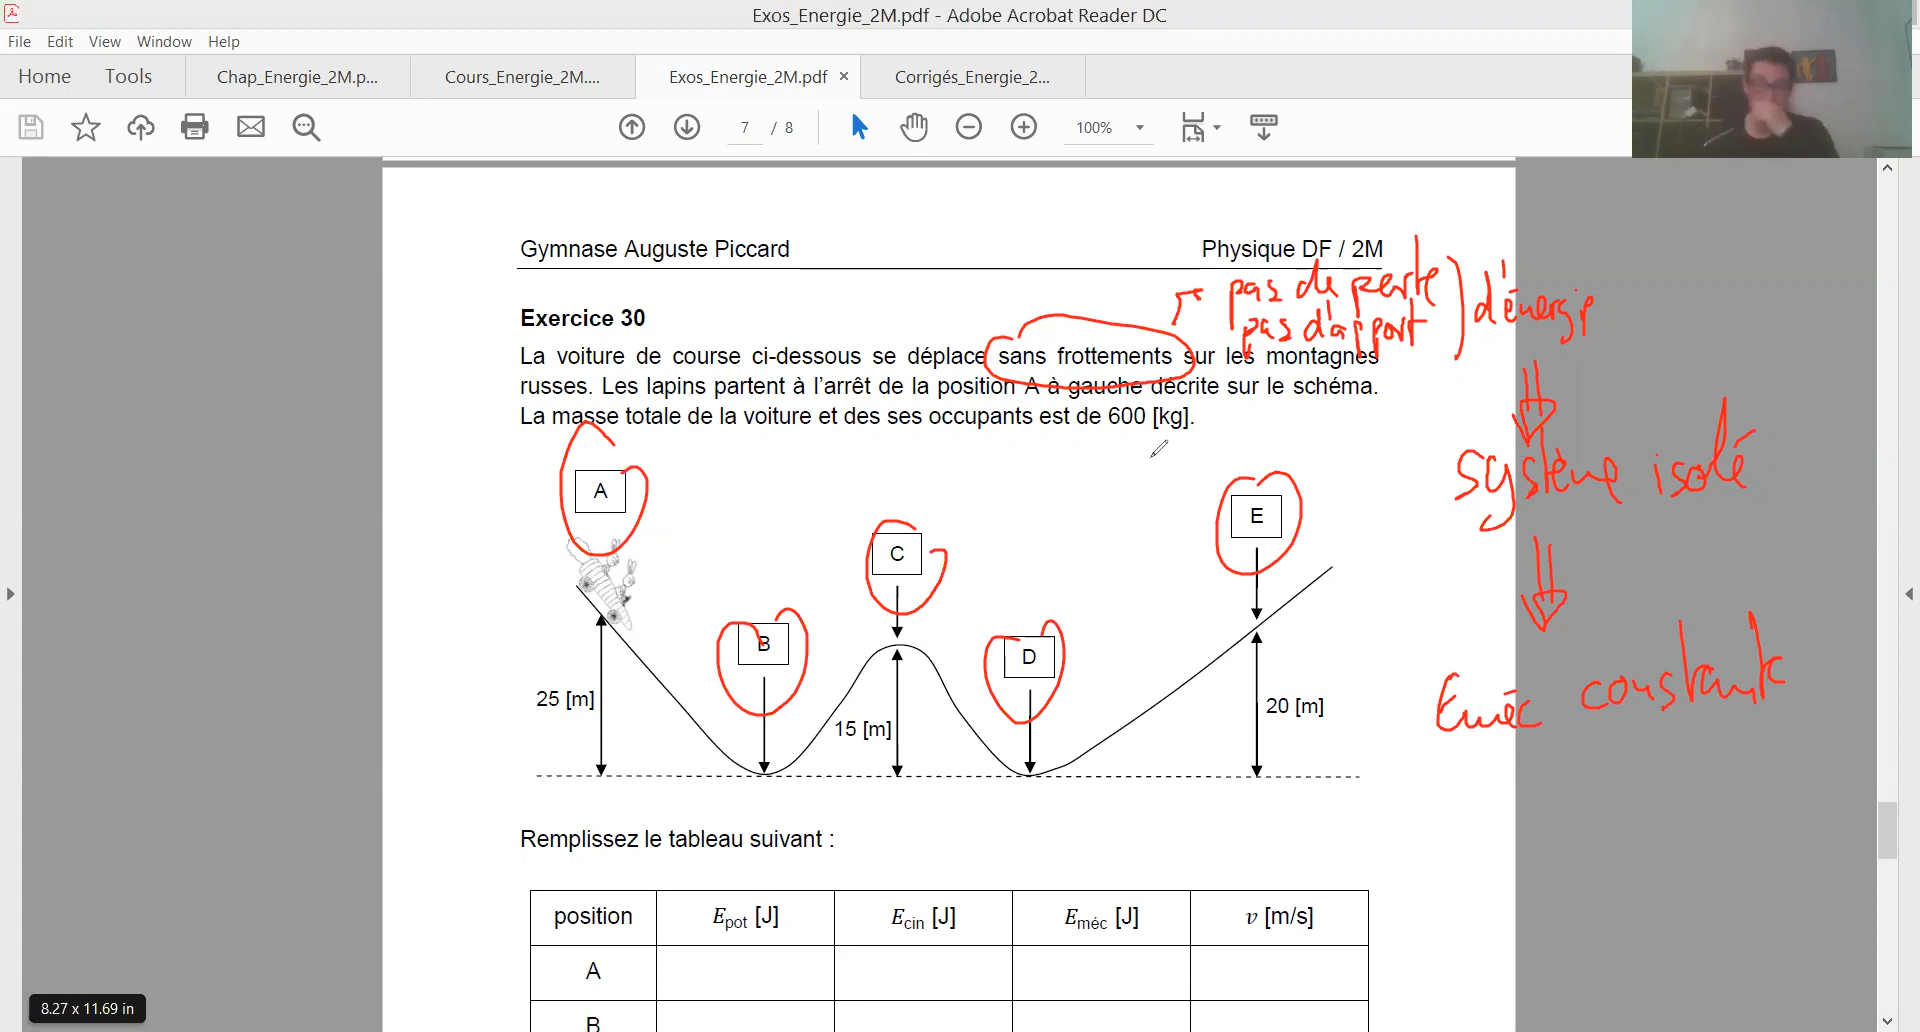 Exos_Energie_2M.pdf - Adobe Acrobat Reader DC
File Edit View Window Help
Home Tools Chap_Energie_2M.p... Cours_Energie_2M.... Exos_Energie_2M.pdf × Corrigés_Energie_2...
7 / 8 100%
Gymnase Auguste Piccard Physique DF / 2M
pas de perte
pas d'apport
d'énergie
Exercice 30
La voiture de course ci-dessous se déplace sans frottements sur les montagnes
russes. Les lapins partent à l'arrêt de la position A à gauche décrite sur le schéma.
La masse totale de la voiture et des ses occupants est de 600 [kg].
système isolé
Eméc constante
A
B
C
D
E
25 [m]
15 [m]
20 [m]
Remplissez le tableau suivant :
position Epot [J] Ecin [J] Eméc [J] v [m/s]
A
B
8.27 x 11.69 in